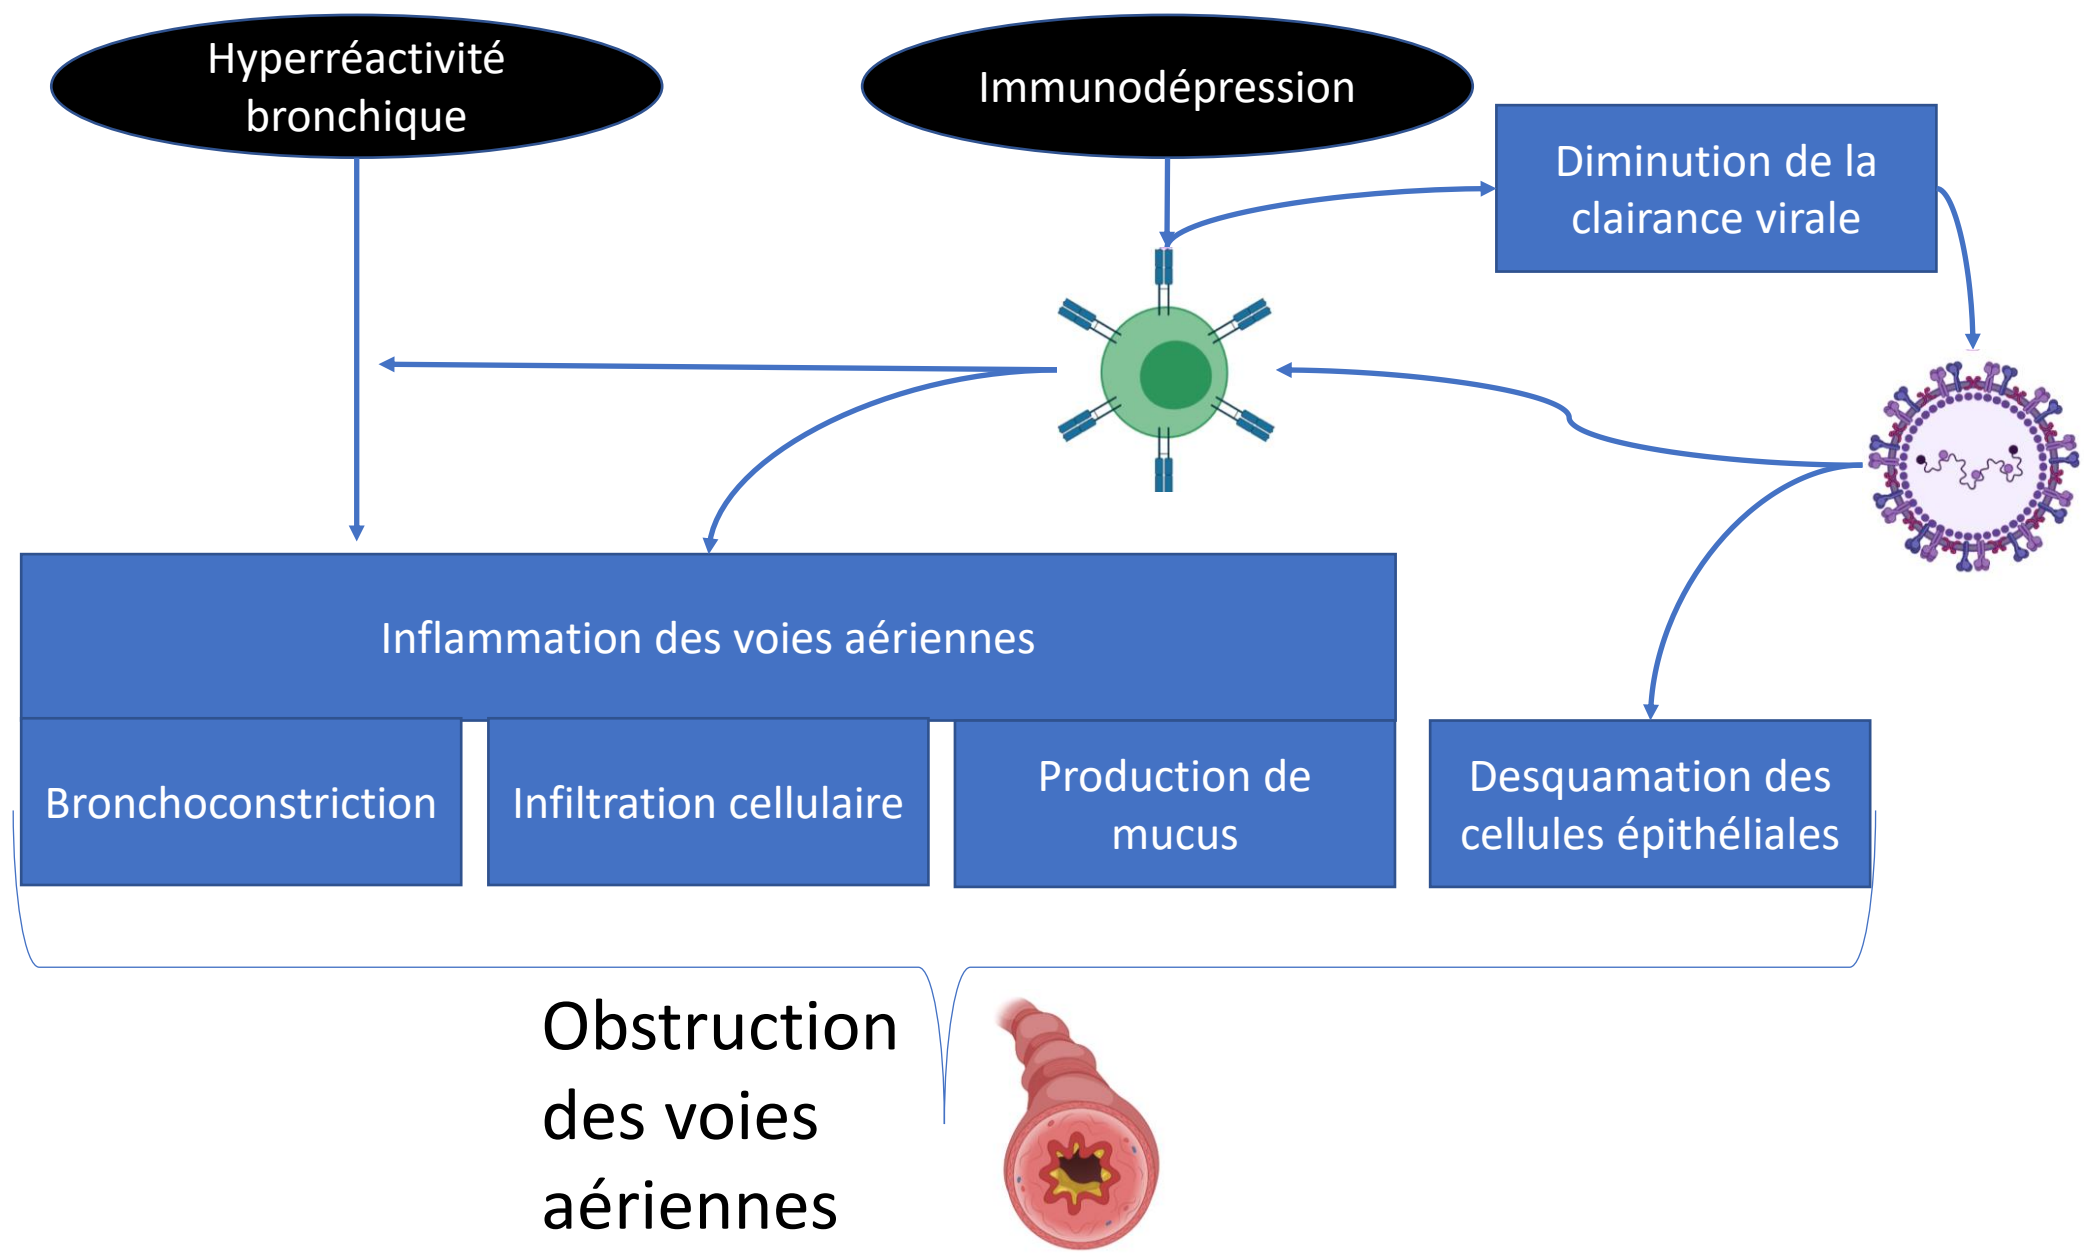 Hyperréactivité
bronchique
Immunodépression
Diminution de la
clairance virale
Inflammation des voies aériennes
Bronchoconstriction
Infiltration cellulaire
Production de
mucus
Desquamation des
cellules épithéliales
Obstruction
des voies
aériennes